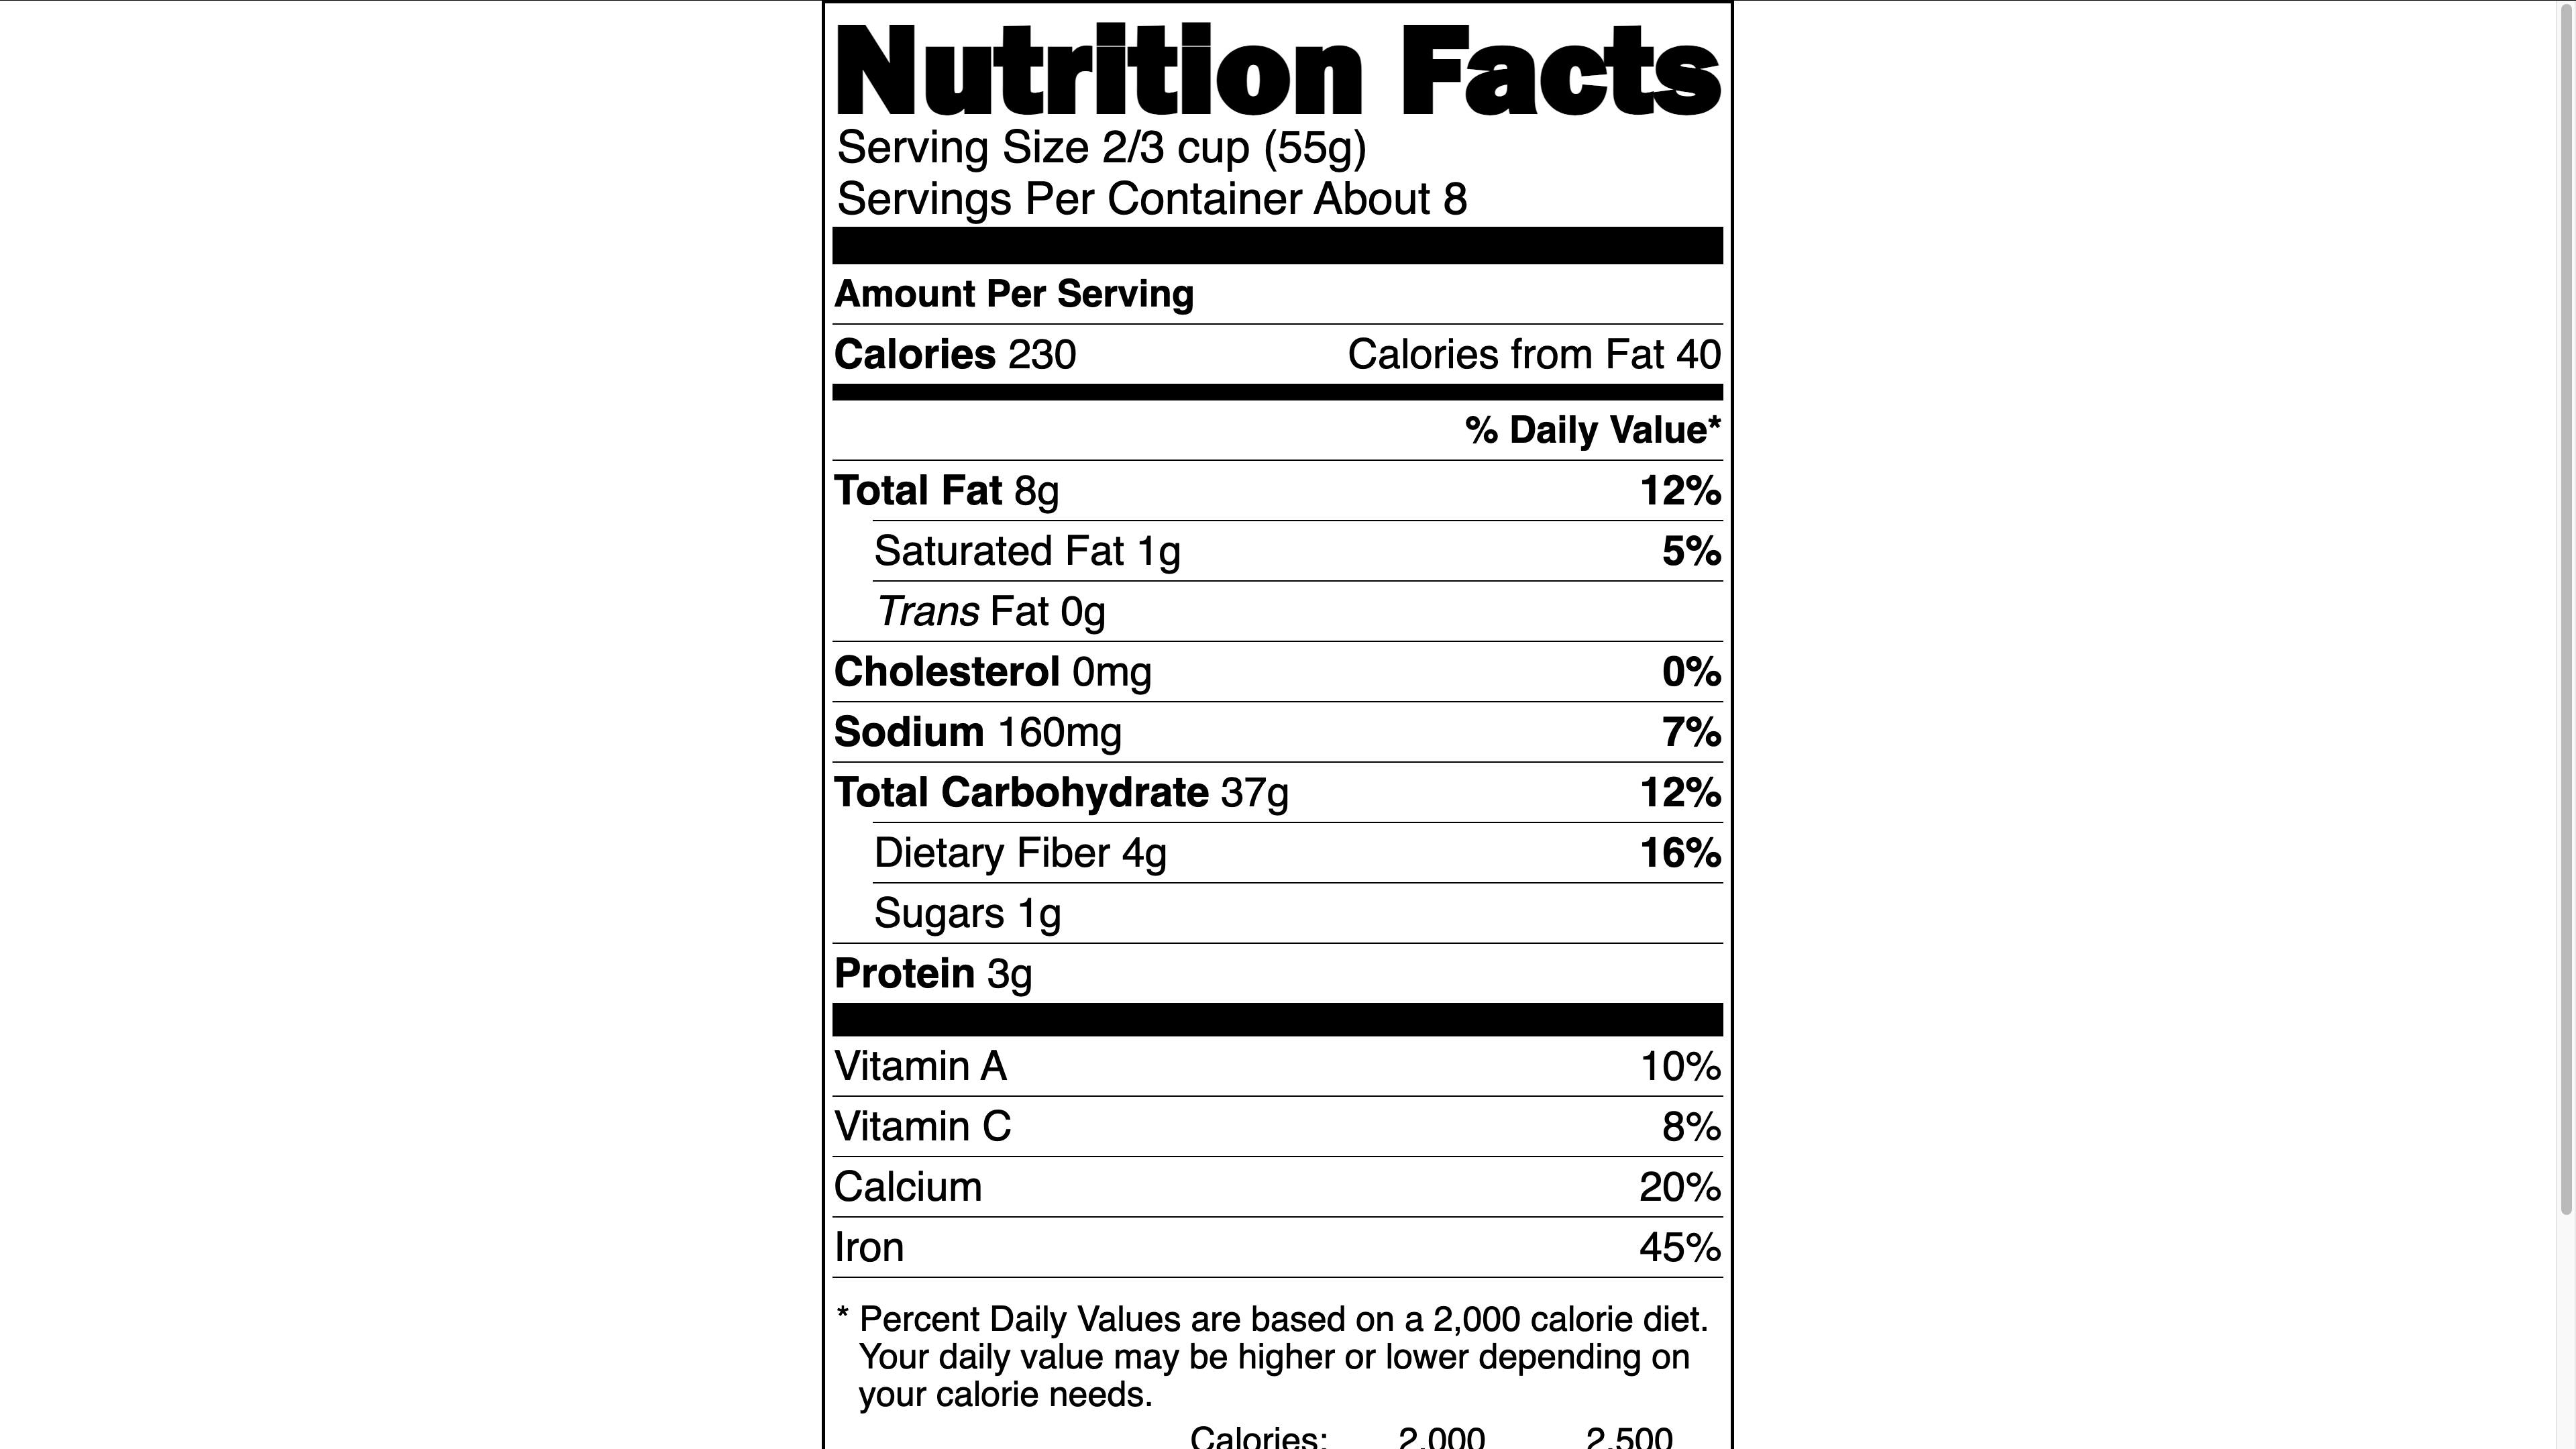 Nutrition Facts
Serving Size 2/3 cup (55g)
Servings Per Container About 8
Amount Per Serving
Calories 230 Calories from Fat 40
% Daily Value*
Total Fat 8g 12%
Saturated Fat 1g 5%
Trans Fat 0g
Cholesterol 0mg 0%
Sodium 160mg 7%
Total Carbohydrate 37g 12%
Dietary Fiber 4g 16%
Sugars 1g
Protein 3g
Vitamin A 10%
Vitamin C 8%
Calcium 20%
Iron 45%
* Percent Daily Values are based on a 2,000 calorie diet.
Your daily value may be higher or lower depending on
your calorie needs.
Calories: 2,000 2,500